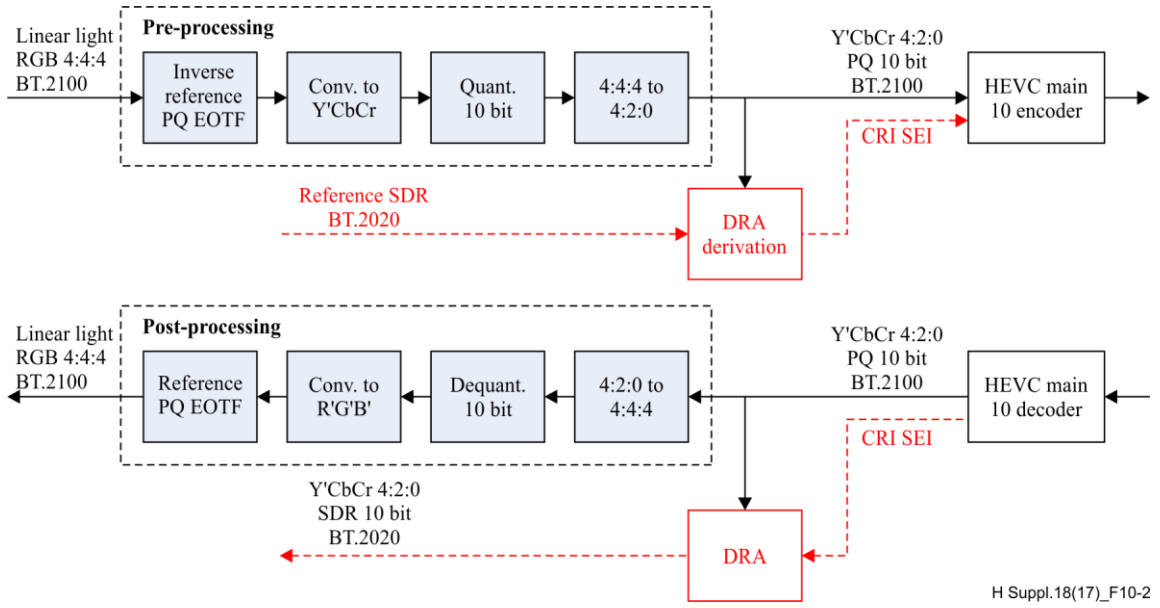 Pre-processing
Linear light
RGB 4:4:4
BT.2100
Inverse
reference
PQ EOTF
Conv. to
Y'CbCr
Quant.
10 bit
4:4:4 to
4:2:0
Y'CbCr 4:2:0
PQ 10 bit
BT.2100
HEVC main
10 encoder
CRI SEI
Reference SDR
BT.2020
DRA
derivation
Post-processing
Linear light
RGB 4:4:4
BT.2100
Reference
PQ EOTF
Conv. to
R'G'B'
Dequant.
10 bit
4:2:0 to
4:4:4
Y'CbCr 4:2:0
PQ 10 bit
BT.2100
HEVC main
10 decoder
CRI SEI
Y'CbCr 4:2:0
SDR 10 bit
BT.2020
DRA
H Suppl.18(17)_F10-2